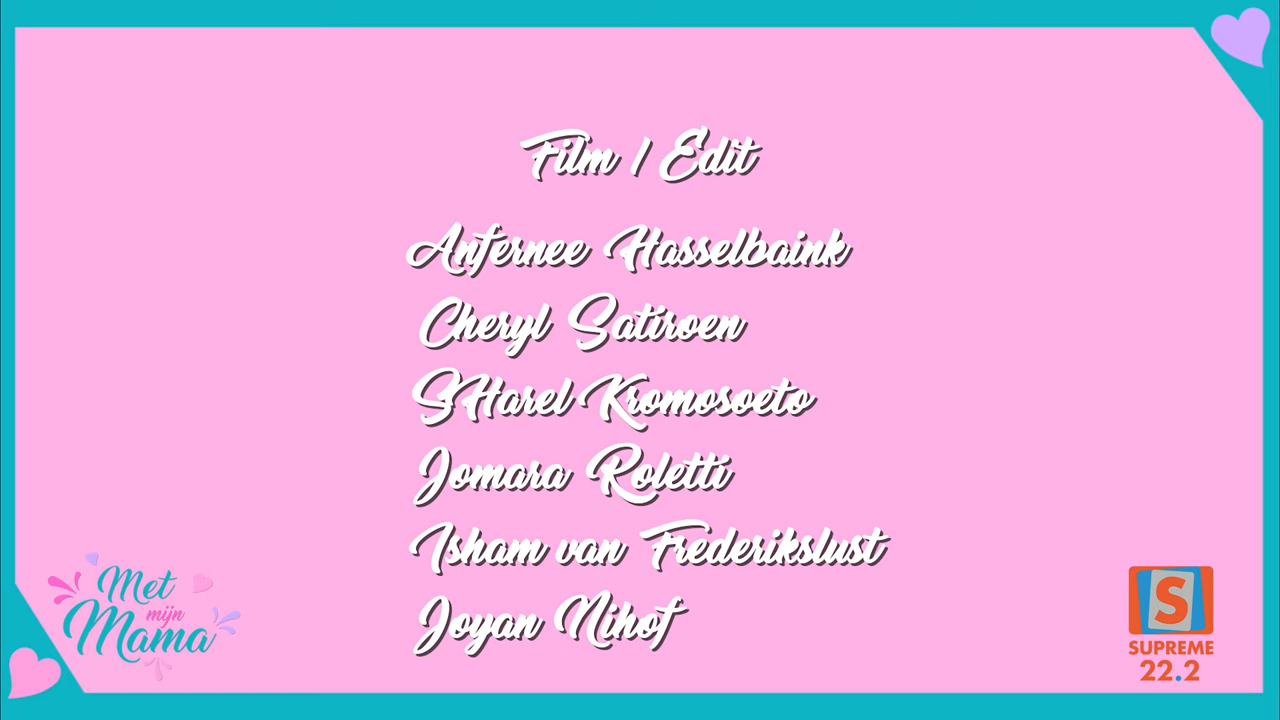 Film / Edit
Anfernee Hasselbaink
Cheryl Satiroen
SHarel Kromosoeto
Jomara Roletti
Isham van Frederikslust
Joyan Nihof
Met
mijn
Mama
S
SUPREME
22.2